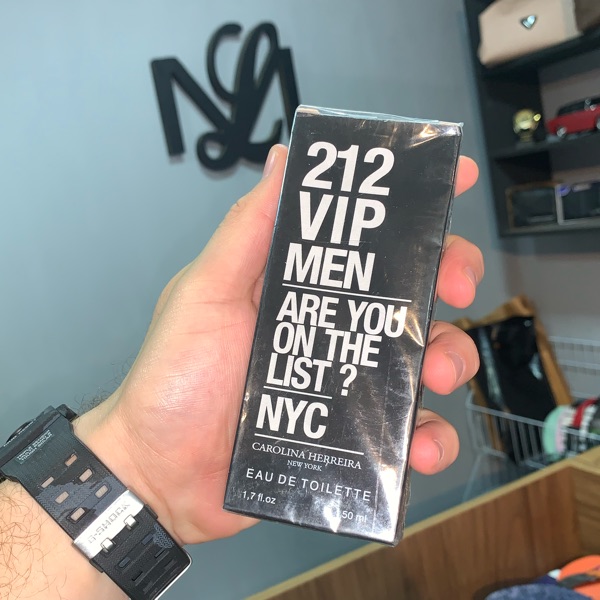 212
VIP
MEN
ARE YOU
ON THE
LIST ?
NYC
CAROLINA HERREIRA
NEW YORK
EAU DE TOILETTE
1,7 fl.oz
50 ml
G-SHOCK